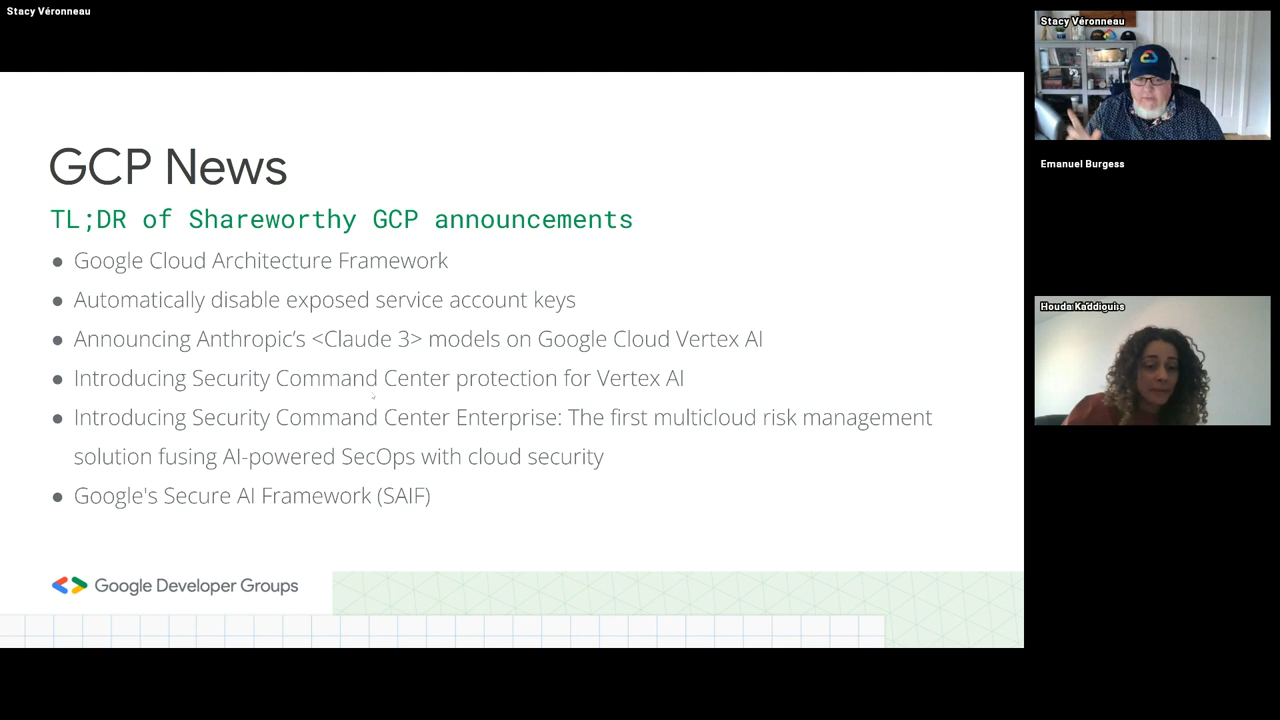 Stacy Véronneau
GCP News
TL;DR of Shareworthy GCP announcements
● Google Cloud Architecture Framework
● Automatically disable exposed service account keys
● Announcing Anthropic’s <Claude 3> models on Google Cloud Vertex AI
● Introducing Security Command Center protection for Vertex AI
● Introducing Security Command Center Enterprise: The first multicloud risk management
solution fusing AI-powered SecOps with cloud security
● Google's Secure AI Framework (SAIF)
Google Developer Groups
Stacy Véronneau
Emanuel Burgess
Houda